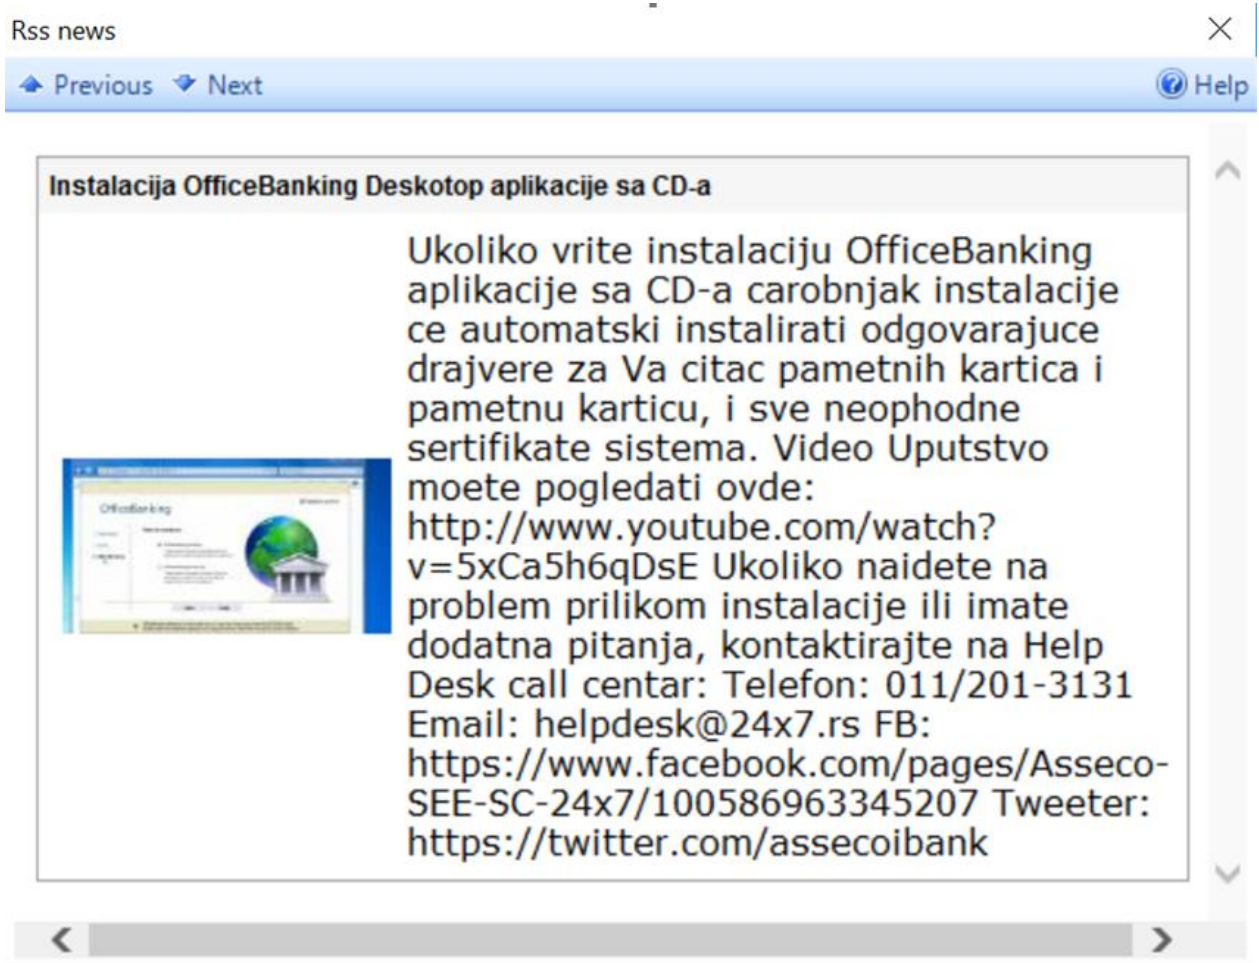 Rss news
Previous Next Help
Instalacija OfficeBanking Deskotop aplikacije sa CD-a
Ukoliko vrite instalaciju OfficeBanking
aplikacije sa CD-a carobnjak instalacije
ce automatski instalirati odgovarajuce
drajvere za Va citac pametnih kartica i
pametnu karticu, i sve neophodne
sertifikate sistema. Video Uputstvo
moete pogledati ovde:
http://www.youtube.com/watch?
v=5xCa5h6qDsE Ukoliko naidete na
problem prilikom instalacije ili imate
dodatna pitanja, kontaktirajte na Help
Desk call centar: Telefon: 011/201-3131
Email: helpdesk@24x7.rs FB:
https://www.facebook.com/pages/Asseco-
SEE-SC-24x7/100586963345207 Tweeter:
https://twitter.com/assecoibank
OfficeBanking